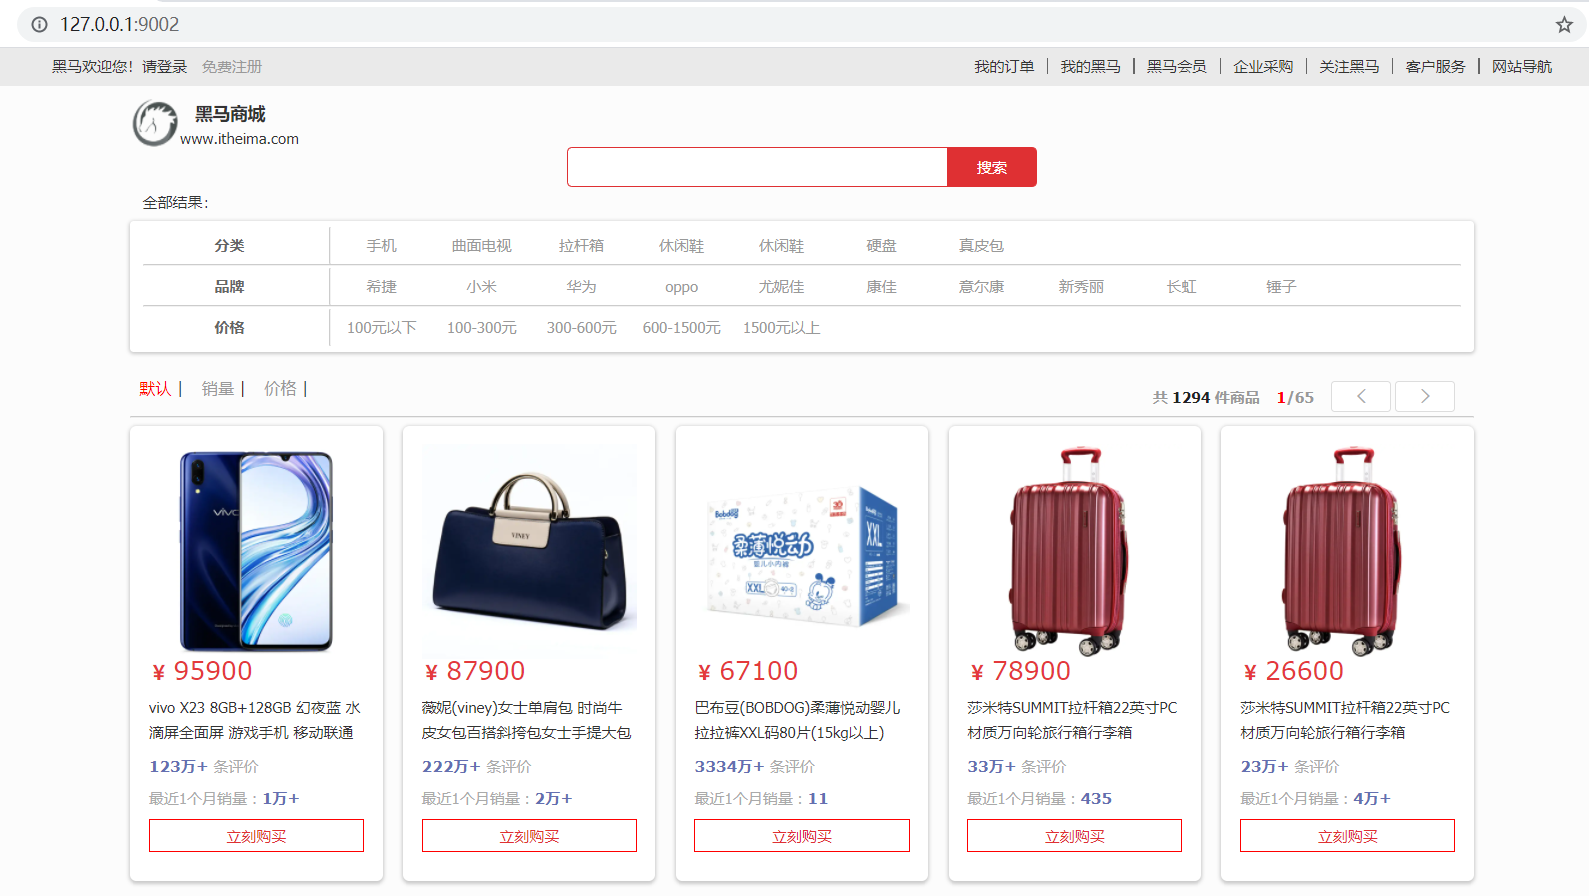 127.0.0.1:9002
黑马欢迎您！请登录 免费注册 我的订单 | 我的黑马 | 黑马会员 | 企业采购 | 关注黑马 | 客户服务 | 网站导航
黑马商城
www.itheima.com
搜索
全部结果：
分类 手机 曲面电视 拉杆箱 休闲鞋 休闲鞋 硬盘 真皮包
品牌 希捷 小米 华为 oppo 尤妮佳 康佳 意尔康 新秀丽 长虹 锤子
价格 100元以下 100-300元 300-600元 600-1500元 1500元以上
默认 | 销量 | 价格 | 共 1294 件商品 1/65 < >
vivo
VINEY
Bobdog
柔薄悦动
婴儿小内裤
XXL
XXL
¥ 95900 ¥ 87900 ¥ 67100 ¥ 78900 ¥ 26600
vivo X23 8GB+128GB 幻夜蓝 水 薇妮(viney)女士单肩包 时尚牛 巴布豆(BOBDOG)柔薄悦动婴儿 莎米特SUMMIT拉杆箱22英寸PC 莎米特SUMMIT拉杆箱22英寸PC
滴屏全面屏 游戏手机 移动联通 皮女包百搭斜挎包女士手提大包 拉拉裤XXL码80片(15kg以上) 材质万向轮旅行箱行李箱 材质万向轮旅行箱行李箱
123万+ 条评价 222万+ 条评价 3334万+ 条评价 33万+ 条评价 23万+ 条评价
最近1个月销量：1万+ 最近1个月销量：2万+ 最近1个月销量：11 最近1个月销量：435 最近1个月销量：4万+
立刻购买 立刻购买 立刻购买 立刻购买 立刻购买